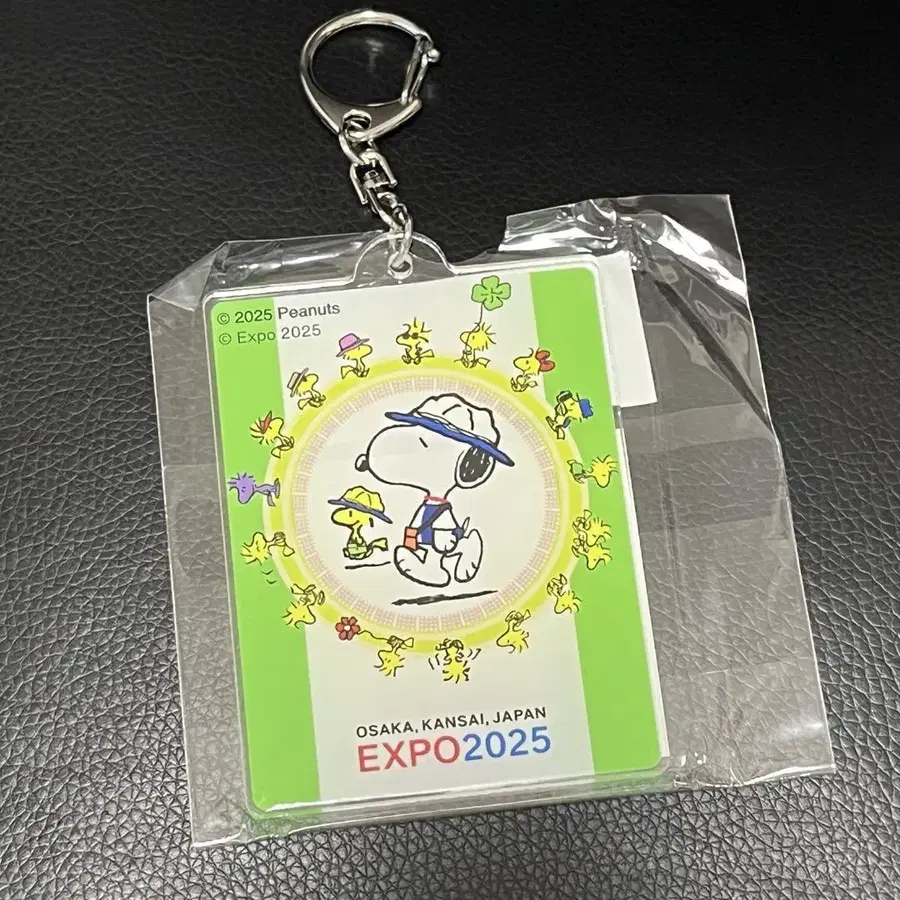 © 2025 Peanuts
© Expo 2025
OSAKA, KANSAI, JAPAN
EXPO2025